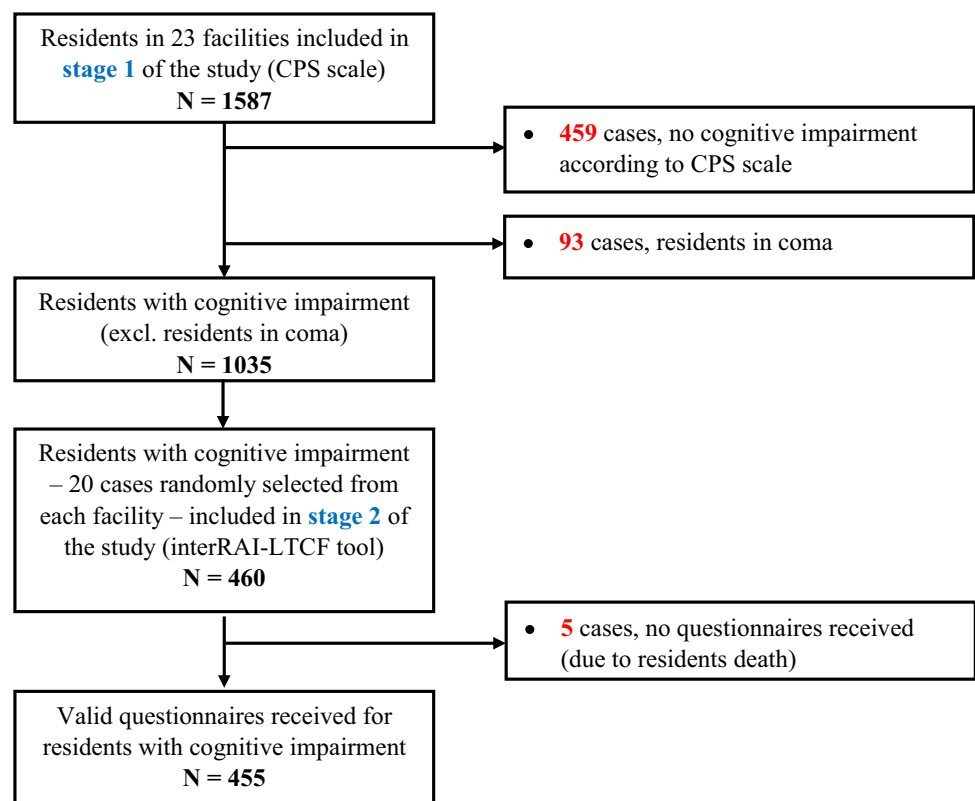 Residents in 23 facilities included in
stage 1 of the study (CPS scale)
N = 1587
• 459 cases, no cognitive impairment
according to CPS scale
• 93 cases, residents in coma
Residents with cognitive impairment
(excl. residents in coma)
N = 1035
Residents with cognitive impairment
– 20 cases randomly selected from
each facility – included in stage 2 of
the study (interRAI-LTCF tool)
N = 460
• 5 cases, no questionnaires received
(due to residents death)
Valid questionnaires received for
residents with cognitive impairment
N = 455